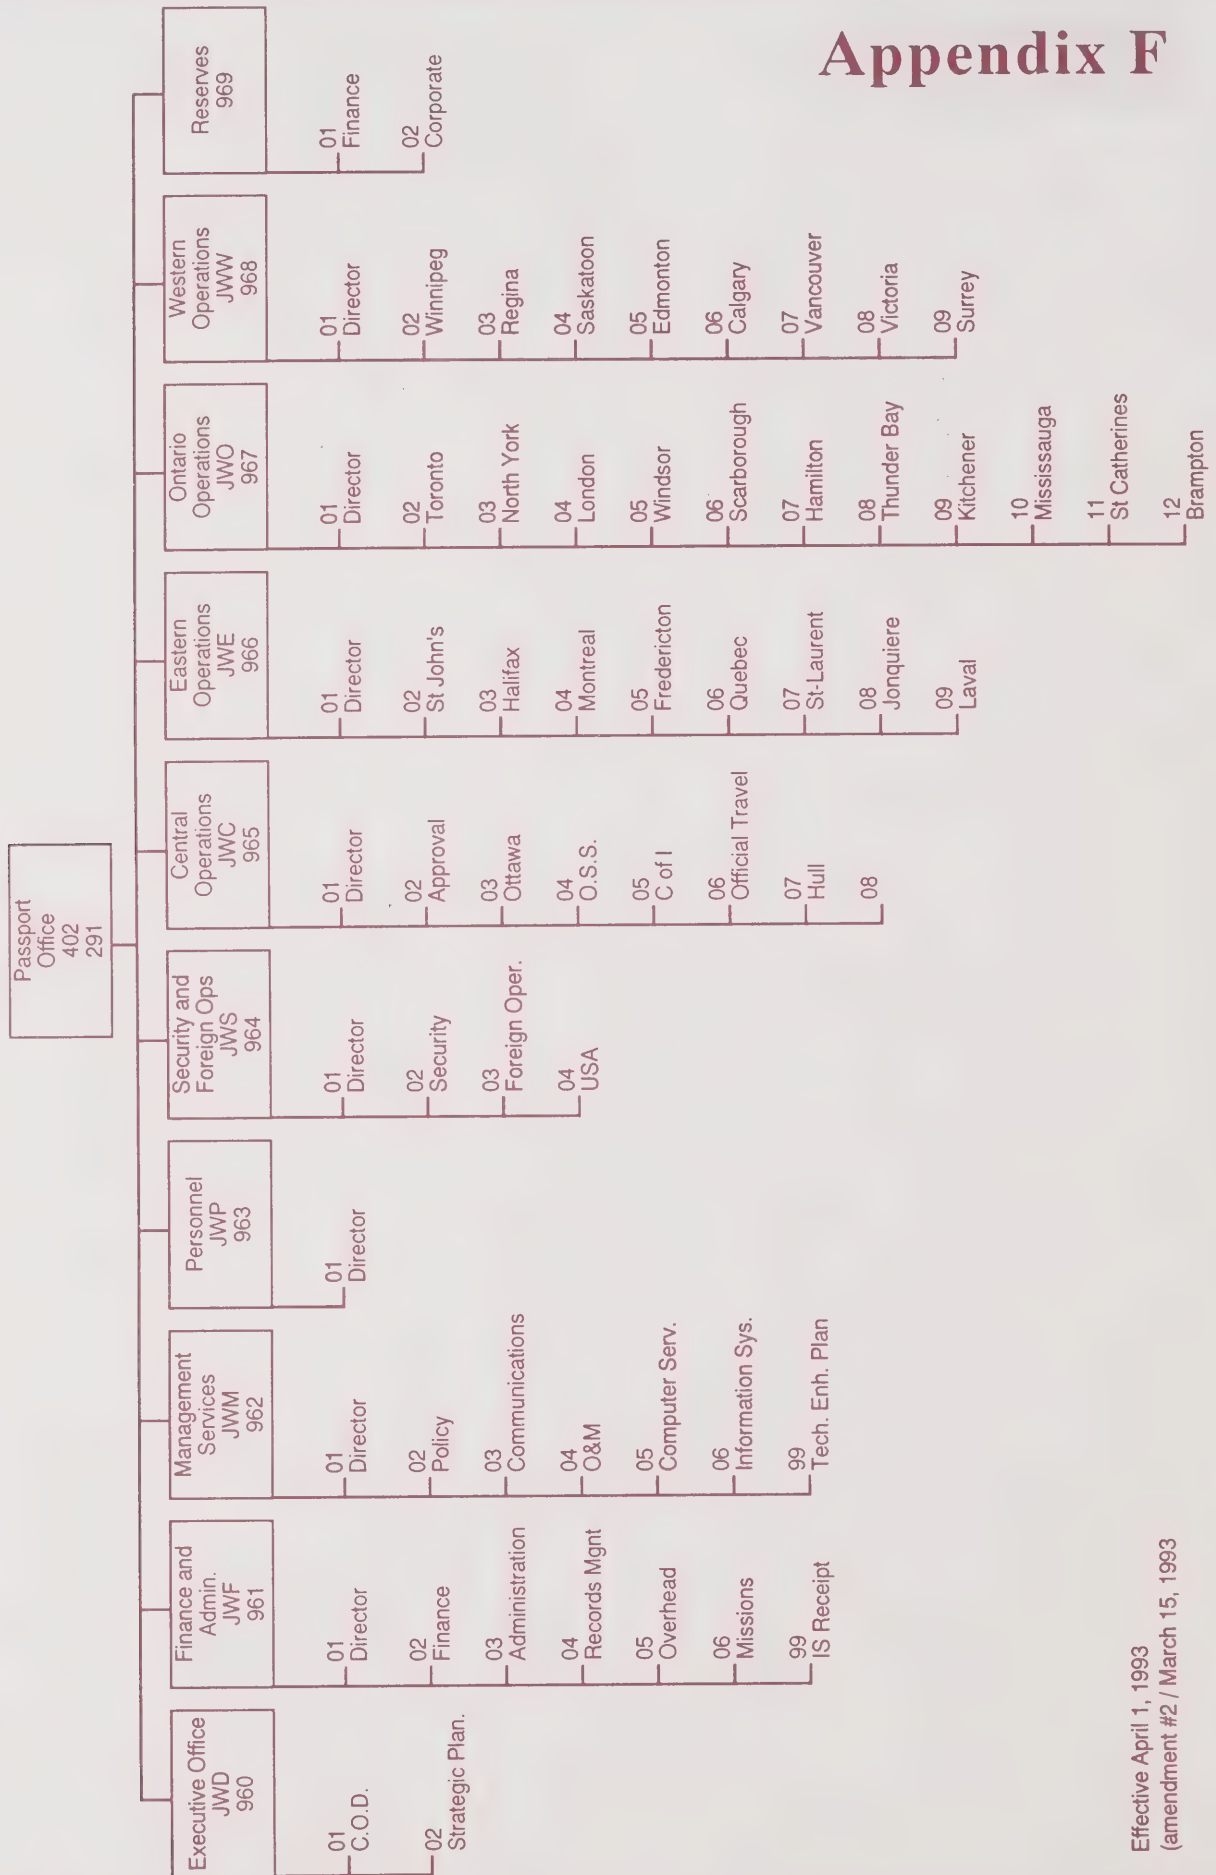 Appendix F
Passport
Office
402
291
Executive Office
JWD
960
01
C.O.D.
02
Strategic Plan.
Finance and
Admin.
JWF
961
01
Director
02
Finance
03
Administration
04
Records Mgnt
05
Overhead
06
Missions
99
IS Receipt
Management
Services
JWM
962
01
Director
02
Policy
03
Communications
04
O&M
05
Computer Serv.
06
Information Sys.
99
Tech. Enh. Plan
Personnel
JWP
963
01
Director
Security and
Foreign Ops
JWS
964
01
Director
02
Security
03
Foreign Oper.
04
USA
Central
Operations
JWC
965
01
Director
02
Approval
03
Ottawa
04
O.S.S.
05
C of I
06
Official Travel
07
Hull
08
Eastern
Operations
JWE
966
01
Director
02
St John's
03
Halifax
04
Montreal
05
Fredericton
06
Quebec
07
St-Laurent
08
Jonquiere
09
Laval
Ontario
Operations
JWO
967
01
Director
02
Toronto
03
North York
04
London
05
Windsor
06
Scarborough
07
Hamilton
08
Thunder Bay
09
Kitchener
10
Mississauga
11
St Catherines
12
Brampton
Western
Operations
JWW
968
01
Director
02
Winnipeg
03
Regina
04
Saskatoon
05
Edmonton
06
Calgary
07
Vancouver
08
Victoria
09
Surrey
Reserves
969
01
Finance
02
Corporate
Effective April 1, 1993
(amendment #2 / March 15, 1993